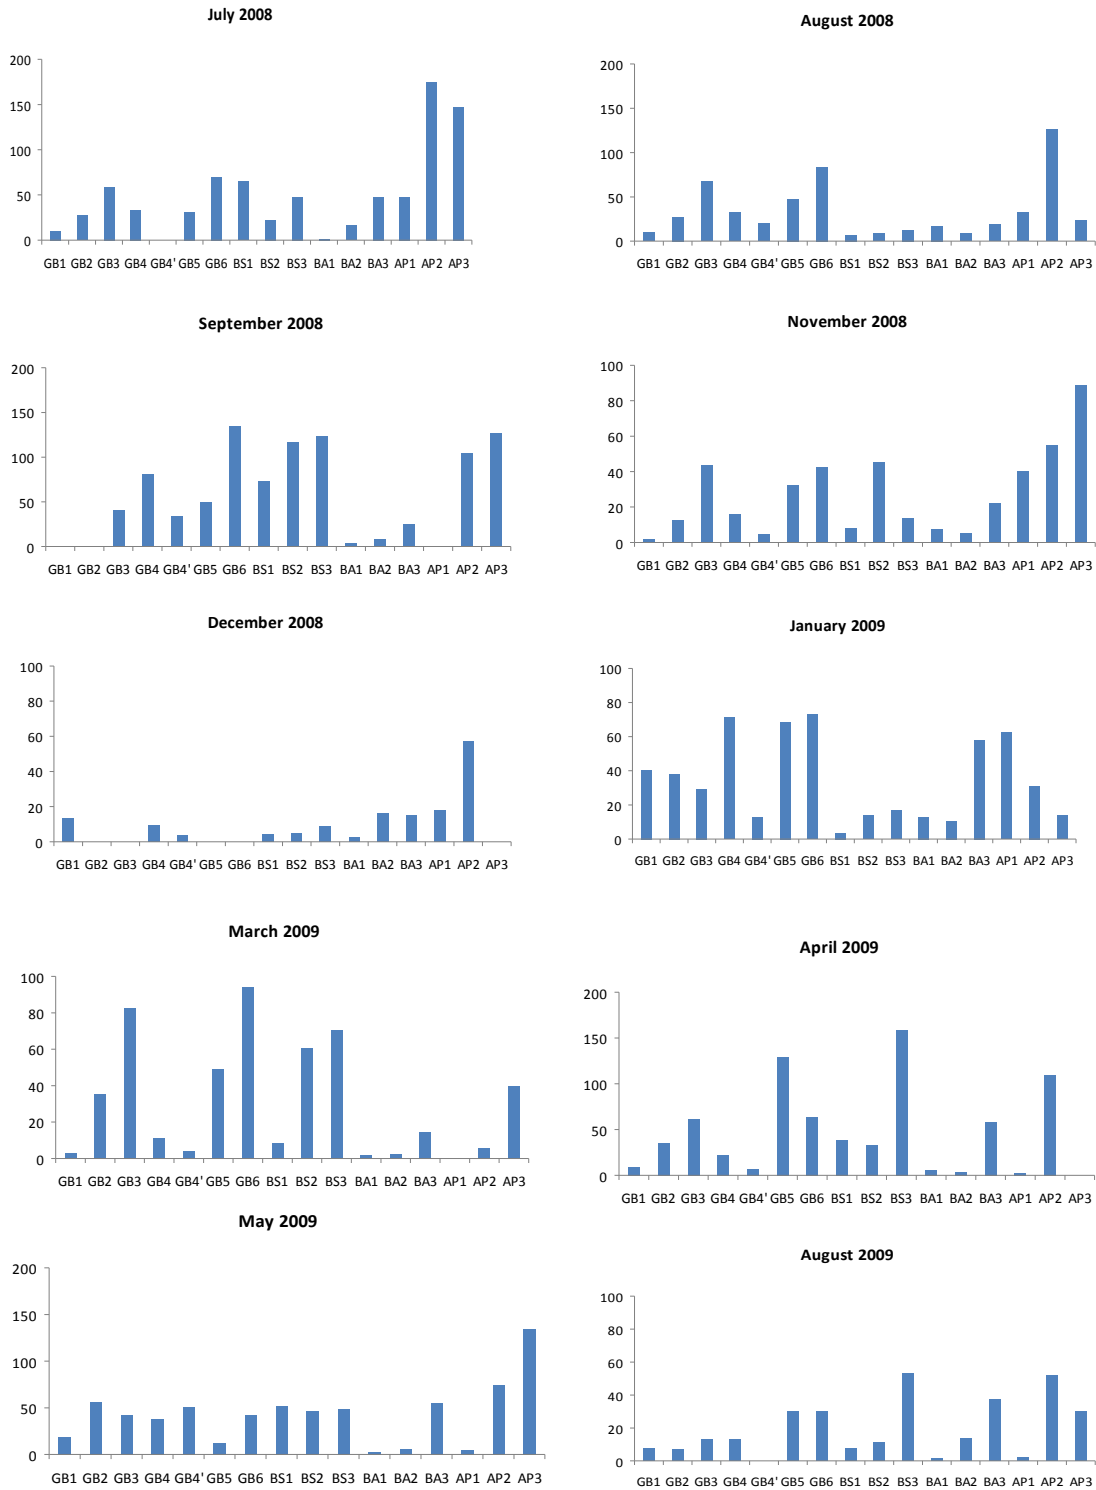 July 2008
200
150
100
50
0
GB1 GB2 GB3 GB4 GB4' GB5 GB6 BS1 BS2 BS3 BA1 BA2 BA3 AP1 AP2 AP3
August 2008
200
150
100
50
0
GB1 GB2 GB3 GB4 GB4' GB5 GB6 BS1 BS2 BS3 BA1 BA2 BA3 AP1 AP2 AP3
September 2008
200
150
100
50
0
GB1 GB2 GB3 GB4 GB4' GB5 GB6 BS1 BS2 BS3 BA1 BA2 BA3 AP1 AP2 AP3
November 2008
100
80
60
40
20
0
GB1 GB2 GB3 GB4 GB4' GB5 GB6 BS1 BS2 BS3 BA1 BA2 BA3 AP1 AP2 AP3
December 2008
100
80
60
40
20
0
GB1 GB2 GB3 GB4 GB4' GB5 GB6 BS1 BS2 BS3 BA1 BA2 BA3 AP1 AP2 AP3
January 2009
100
80
60
40
20
0
GB1 GB2 GB3 GB4 GB4' GB5 GB6 BS1 BS2 BS3 BA1 BA2 BA3 AP1 AP2 AP3
March 2009
100
80
60
40
20
0
GB1 GB2 GB3 GB4 GB4' GB5 GB6 BS1 BS2 BS3 BA1 BA2 BA3 AP1 AP2 AP3
April 2009
200
150
100
50
0
GB1 GB2 GB3 GB4 GB4' GB5 GB6 BS1 BS2 BS3 BA1 BA2 BA3 AP1 AP2 AP3
May 2009
200
150
100
50
0
GB1 GB2 GB3 GB4 GB4' GB5 GB6 BS1 BS2 BS3 BA1 BA2 BA3 AP1 AP2 AP3
August 2009
100
80
60
40
20
0
GB1 GB2 GB3 GB4 GB4' GB5 GB6 BS1 BS2 BS3 BA1 BA2 BA3 AP1 AP2 AP3